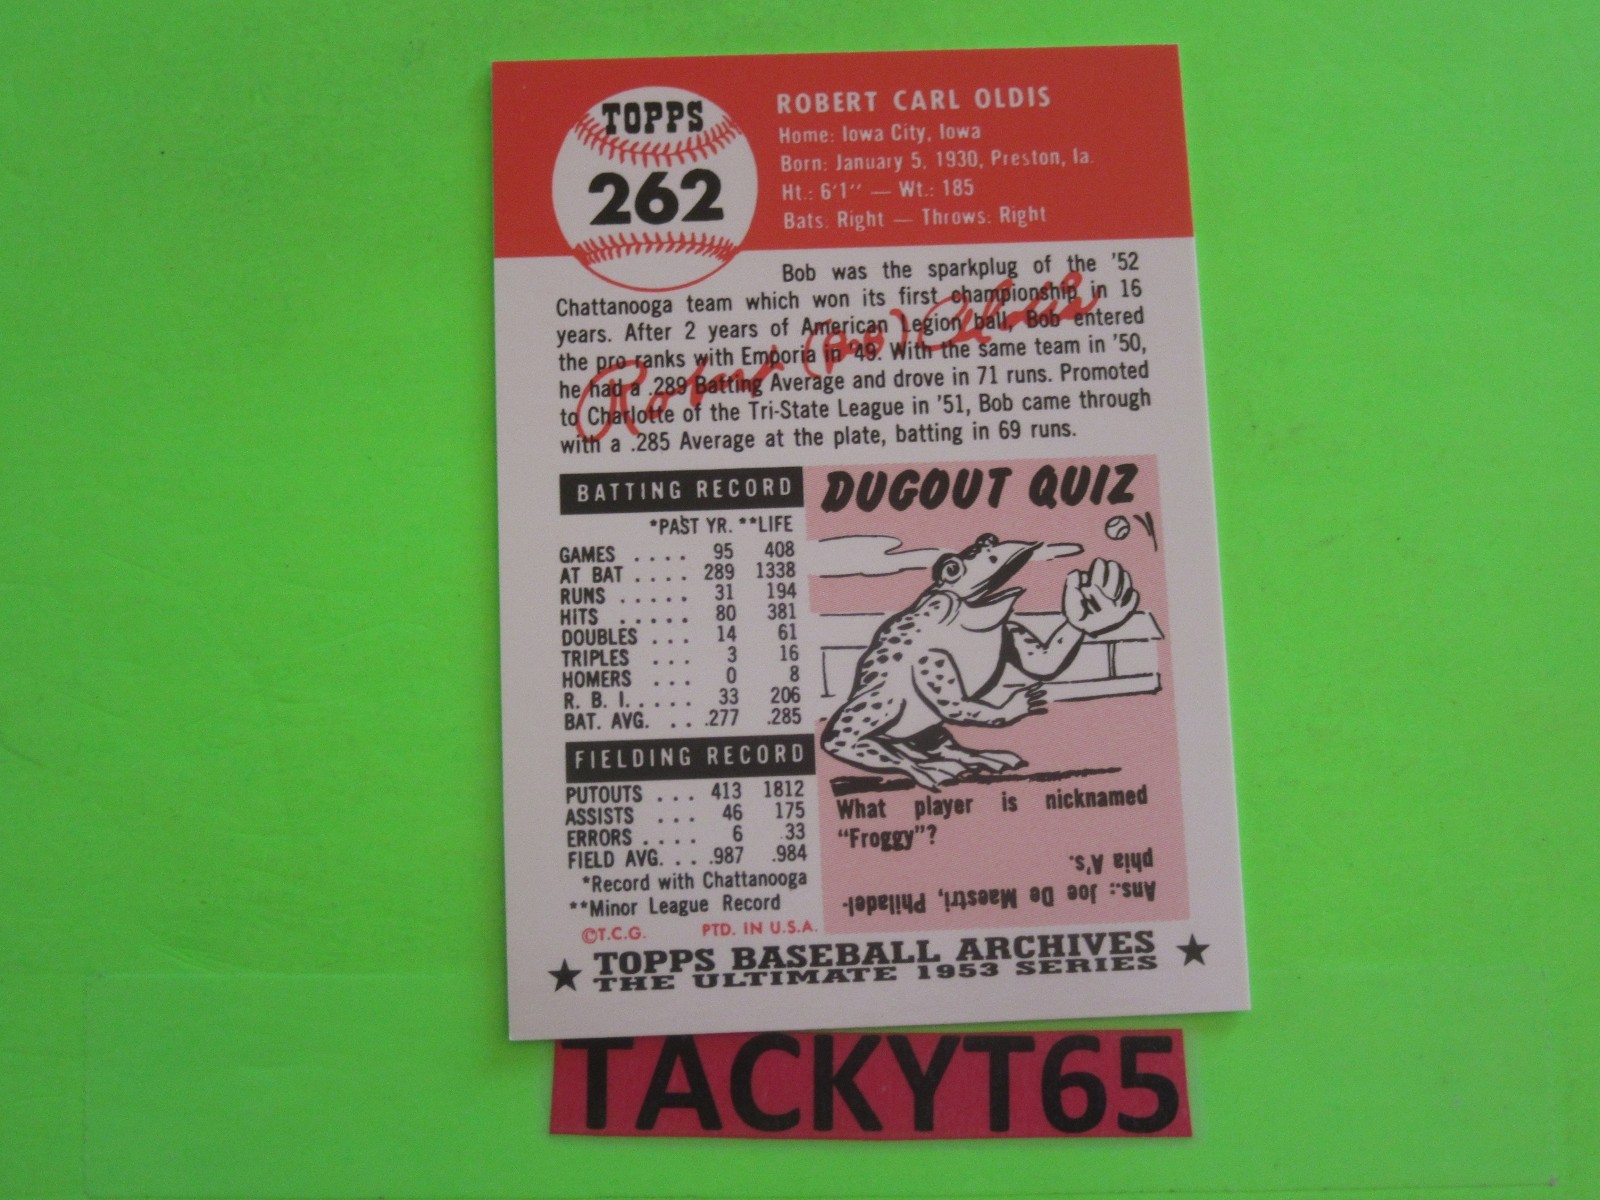 TOPPS
262
ROBERT CARL OLDIS
Home: Iowa City, Iowa
Born: January 5, 1930, Preston, Ia.
Ht.: 6'1" — Wt.: 185
Bats: Right — Throws: Right
Bob was the sparkplug of the '52
Chattanooga team which won its first championship in 16
years. After 2 years of American Legion ball, Bob entered
the pro ranks with Emporia in '49. With the same team in '50,
he had a .289 Batting Average and drove in 71 runs. Promoted
to Charlotte of the Tri-State League in '51, Bob came through
with a .285 Average at the plate, batting in 69 runs.
Robert (Bob) Oldis
BATTING RECORD
*PAST YR. **LIFE
GAMES .... 95 408
AT BAT .... 289 1338
RUNS ..... 31 194
HITS ..... 80 381
DOUBLES ... 14 61
TRIPLES ... 3 16
HOMERS ... 0 8
R. B. I. .... 33 206
BAT. AVG. ... .277 .285
FIELDING RECORD
PUTOUTS ... 413 1812
ASSISTS ... 46 175
ERRORS .... 6 33
FIELD AVG. ... .987 .984
*Record with Chattanooga
**Minor League Record
©T.C.G. PTD. IN U.S.A.
DUGOUT QUIZ
What player is nicknamed
"Froggy"?
Ans.: Joe De Maestri, Philadel-
phia A's.
TOPPS BASEBALL ARCHIVES
THE ULTIMATE 1953 SERIES
TACKYT65